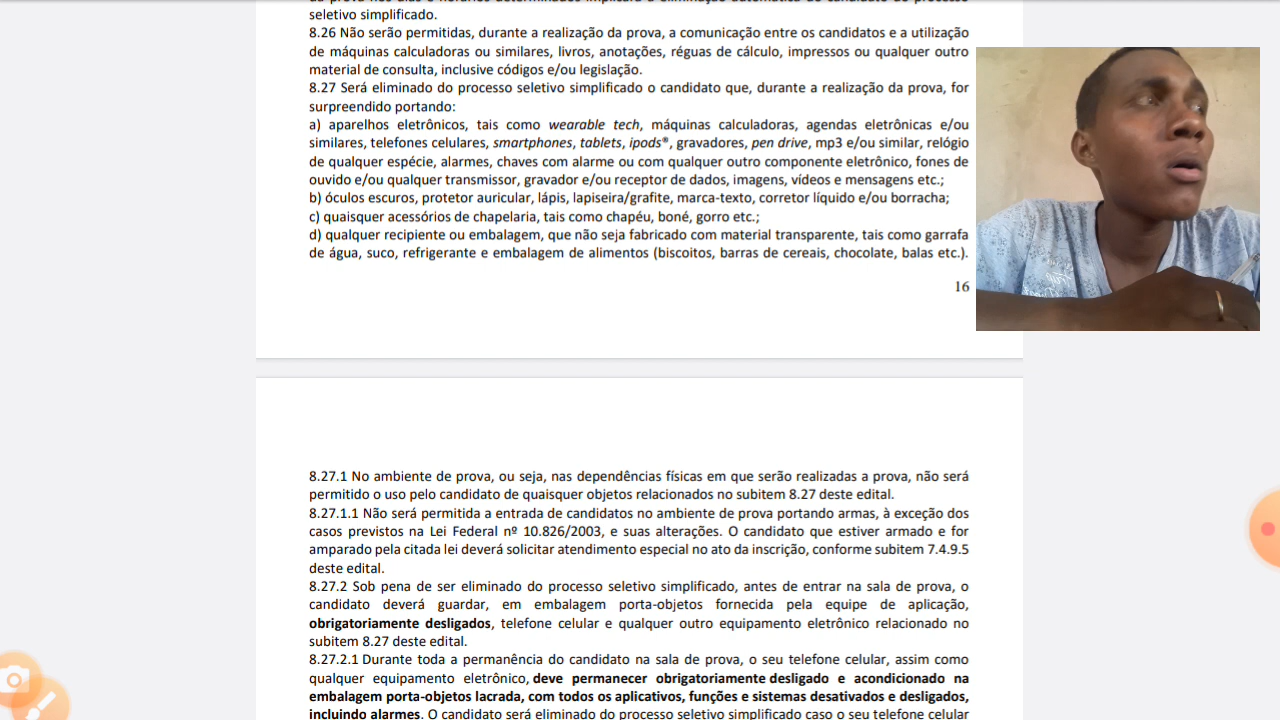 da prova nos dias e horários determinados implicará a eliminação automática do candidato do processo
seletivo simplificado.
8.26 Não serão permitidas, durante a realização da prova, a comunicação entre os candidatos e a utilização
de máquinas calculadoras ou similares, livros, anotações, réguas de cálculo, impressos ou qualquer outro
material de consulta, inclusive códigos e/ou legislação.
8.27 Será eliminado do processo seletivo simplificado o candidato que, durante a realização da prova, for
surpreendido portando:
a) aparelhos eletrônicos, tais como wearable tech, máquinas calculadoras, agendas eletrônicas e/ou
similares, telefones celulares, smartphones, tablets, ipods®, gravadores, pen drive, mp3 e/ou similar, relógio
de qualquer espécie, alarmes, chaves com alarme ou com qualquer outro componente eletrônico, fones de
ouvido e/ou qualquer transmissor, gravador e/ou receptor de dados, imagens, vídeos e mensagens etc.;
b) óculos escuros, protetor auricular, lápis, lapiseira/grafite, marca-texto, corretor líquido e/ou borracha;
c) quaisquer acessórios de chapelaria, tais como chapéu, boné, gorro etc.;
d) qualquer recipiente ou embalagem, que não seja fabricado com material transparente, tais como garrafa
de água, suco, refrigerante e embalagem de alimentos (biscoitos, barras de cereais, chocolate, balas etc.).
16
8.27.1 No ambiente de prova, ou seja, nas dependências físicas em que serão realizadas a prova, não será
permitido o uso pelo candidato de quaisquer objetos relacionados no subitem 8.27 deste edital.
8.27.1.1 Não será permitida a entrada de candidatos no ambiente de prova portando armas, à exceção dos
casos previstos na Lei Federal nº 10.826/2003, e suas alterações. O candidato que estiver armado e for
amparado pela citada lei deverá solicitar atendimento especial no ato da inscrição, conforme subitem 7.4.9.5
deste edital.
8.27.2 Sob pena de ser eliminado do processo seletivo simplificado, antes de entrar na sala de prova, o
candidato deverá guardar, em embalagem porta-objetos fornecida pela equipe de aplicação,
obrigatoriamente desligados, telefone celular e qualquer outro equipamento eletrônico relacionado no
subitem 8.27 deste edital.
8.27.2.1 Durante toda a permanência do candidato na sala de prova, o seu telefone celular, assim como
qualquer equipamento eletrônico, deve permanecer obrigatoriamente desligado e acondicionado na
embalagem porta-objetos lacrada, com todos os aplicativos, funções e sistemas desativados e desligados,
incluindo alarmes. O candidato será eliminado do processo seletivo simplificado caso o seu telefone celular